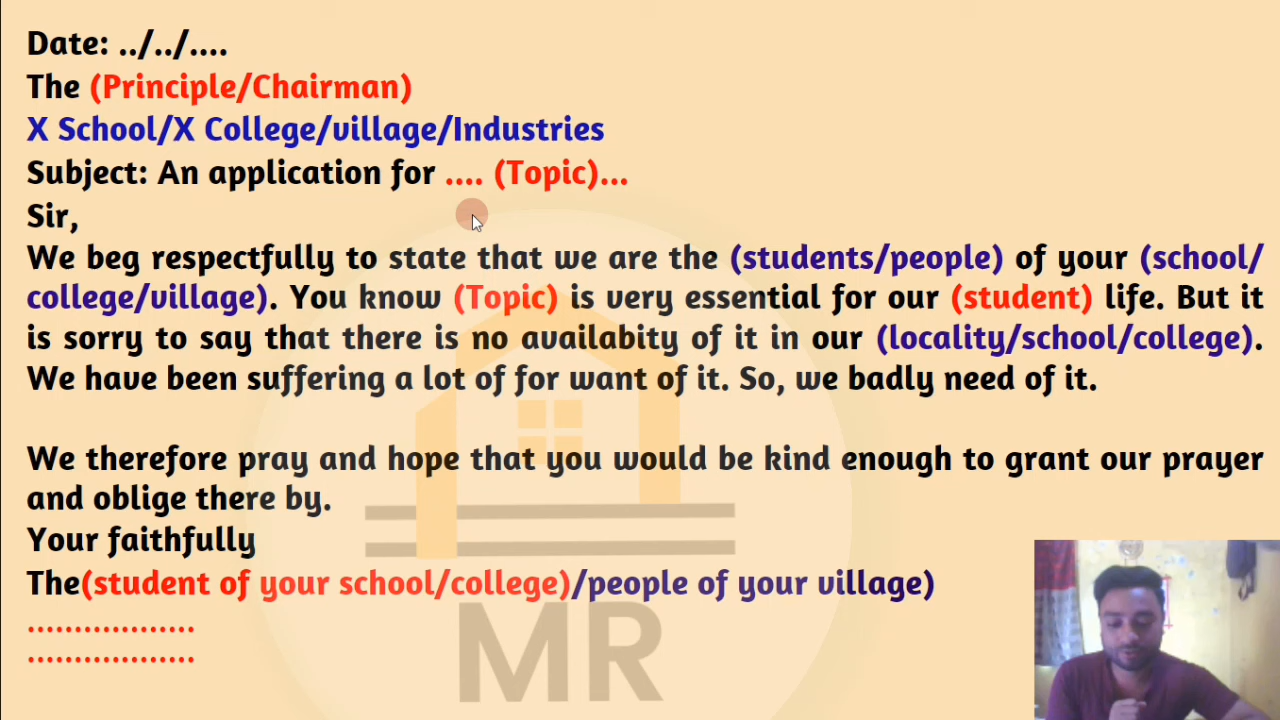 Date: ../../....
The (Principle/Chairman)
X School/X College/village/Industries
Subject: An application for .... (Topic)...
Sir,
We beg respectfully to state that we are the (students/people) of your (school/
college/village). You know (Topic) is very essential for our (student) life. But it
is sorry to say that there is no availabity of it in our (locality/school/college).
We have been suffering a lot of for want of it. So, we badly need of it.
We therefore pray and hope that you would be kind enough to grant our prayer
and oblige there by.
Your faithfully
The(student of your school/college)/people of your village)
..................
..................
MR